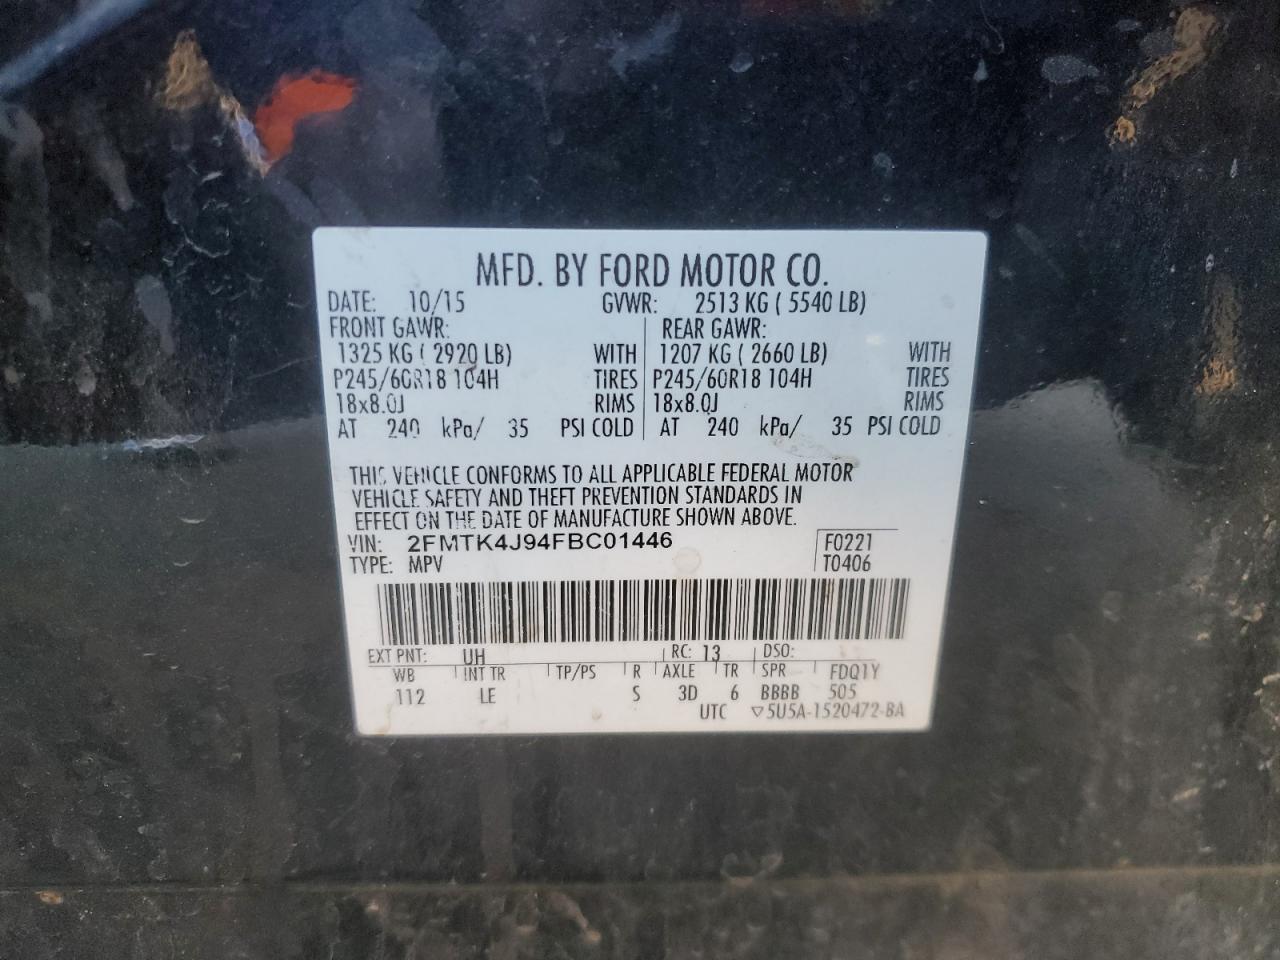 MFD. BY FORD MOTOR CO.
DATE: 10/15 GVWR: 2513 KG ( 5540 LB)
FRONT GAWR: REAR GAWR:
1325 KG ( 2920 LB) WITH 1207 KG ( 2660 LB) WITH
P245/60R18 104H TIRES P245/60R18 104H TIRES
18x8.0J RIMS 18x8.0J RIMS
AT 240 kPa/ 35 PSI COLD AT 240 kPa/ 35 PSI COLD
THIS VEHICLE CONFORMS TO ALL APPLICABLE FEDERAL MOTOR
VEHICLE SAFETY AND THEFT PREVENTION STANDARDS IN
EFFECT ON THE DATE OF MANUFACTURE SHOWN ABOVE.
VIN: 2FMTK4J94FBC01446 F0221
TYPE: MPV T0406
EXT PNT: UH RC: 13 DSO:
WB INT TR TP/PS R AXLE TR SPR FDQ1Y
112 LE S 3D 6 BBBB 505
UTC ▽5U5A-1520472-BA